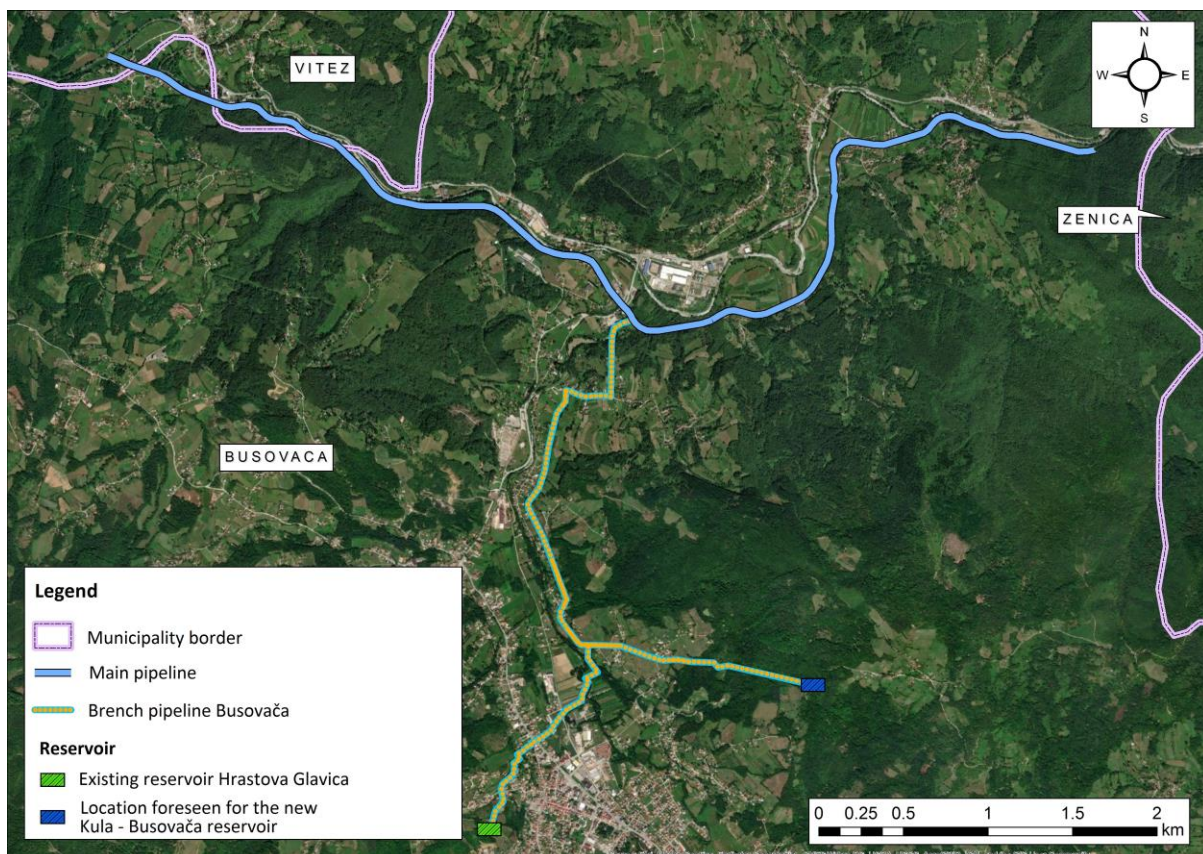 VITEZ
N
W E
S
ZENICA
BUSOVACA
Legend
Municipality border
Main pipeline
Brench pipeline Busovača
Reservoir
Existing reservoir Hrastova Glavica
Location foreseen for the new
Kula - Busovača reservoir
0 0.25 0.5 1 1.5 2
km